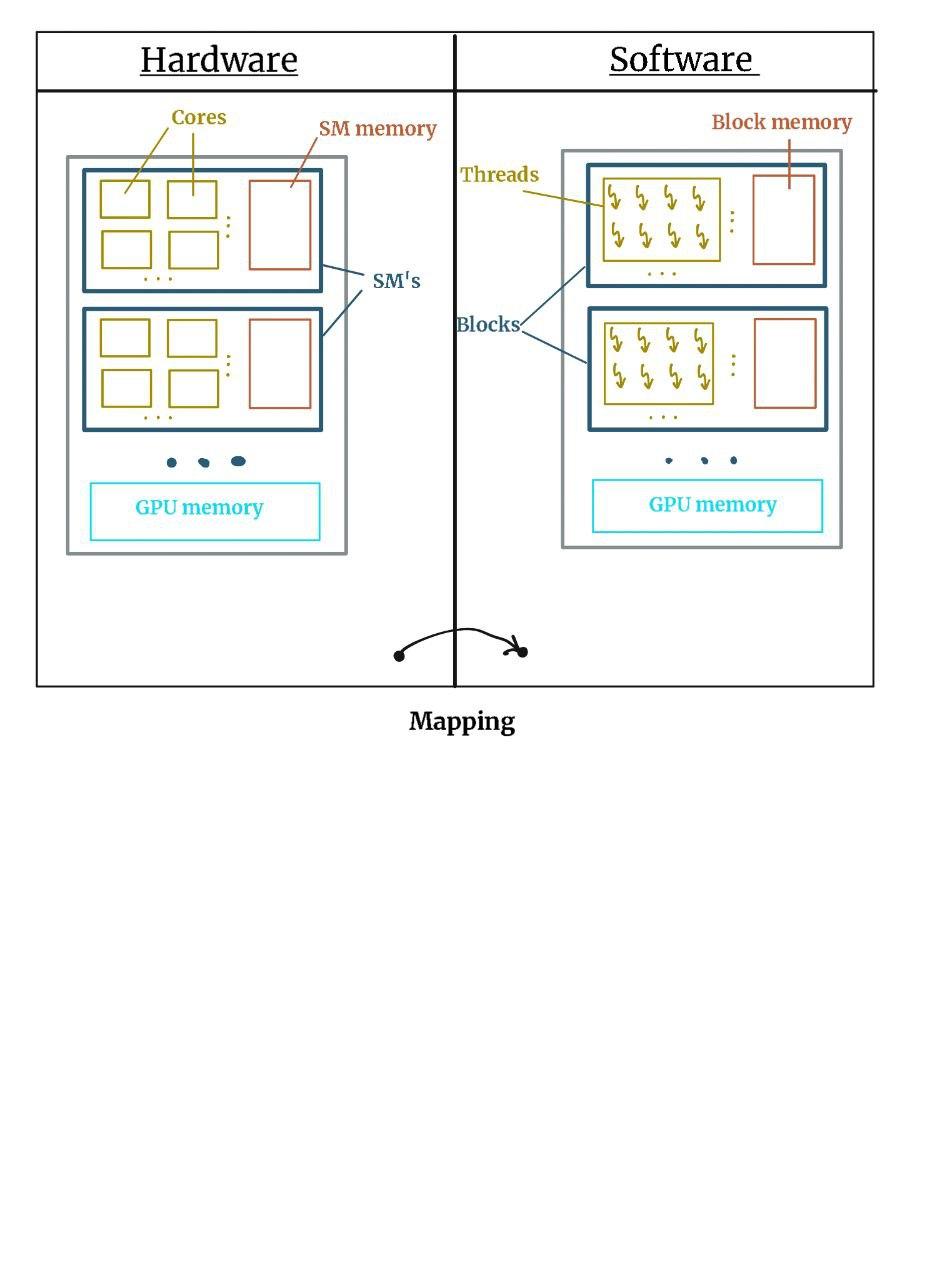 Hardware
Software
Cores
SM memory
Block memory
Threads
SM's
Blocks
GPU memory
GPU memory
Mapping